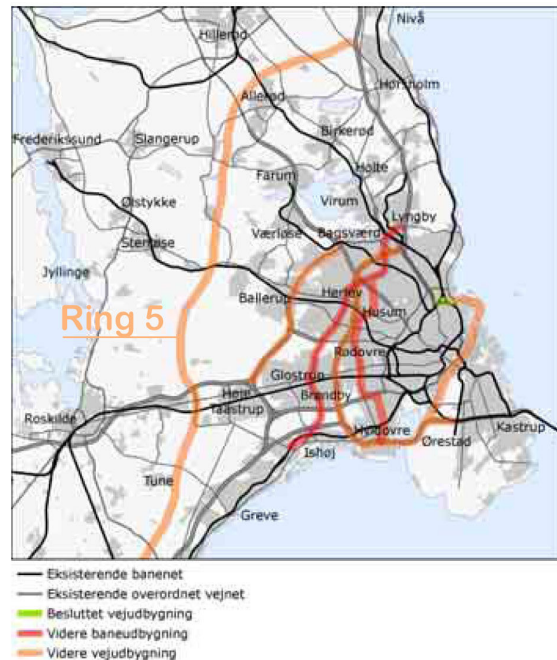 Nivå
Hillerød
Hørsholm
Allerød
Birkerød
Frederikssund
Slangerup
Holte
Farum
Ølstykke
Virum
Lyngby
Værløse
Bagsværd
Stenløse
Jyllinge
Ballerup
Herlev
Husum
Ring 5
Rødovre
Glostrup
Høje
Taastrup
Brøndby
Roskilde
Hvidovre
Kastrup
Ørestad
Ishøj
Tune
Greve
Eksisterende banenet
Eksisterende overordnet vejnet
Besluttet vejudbygning
Videre baneudbygning
Videre vejudbygning